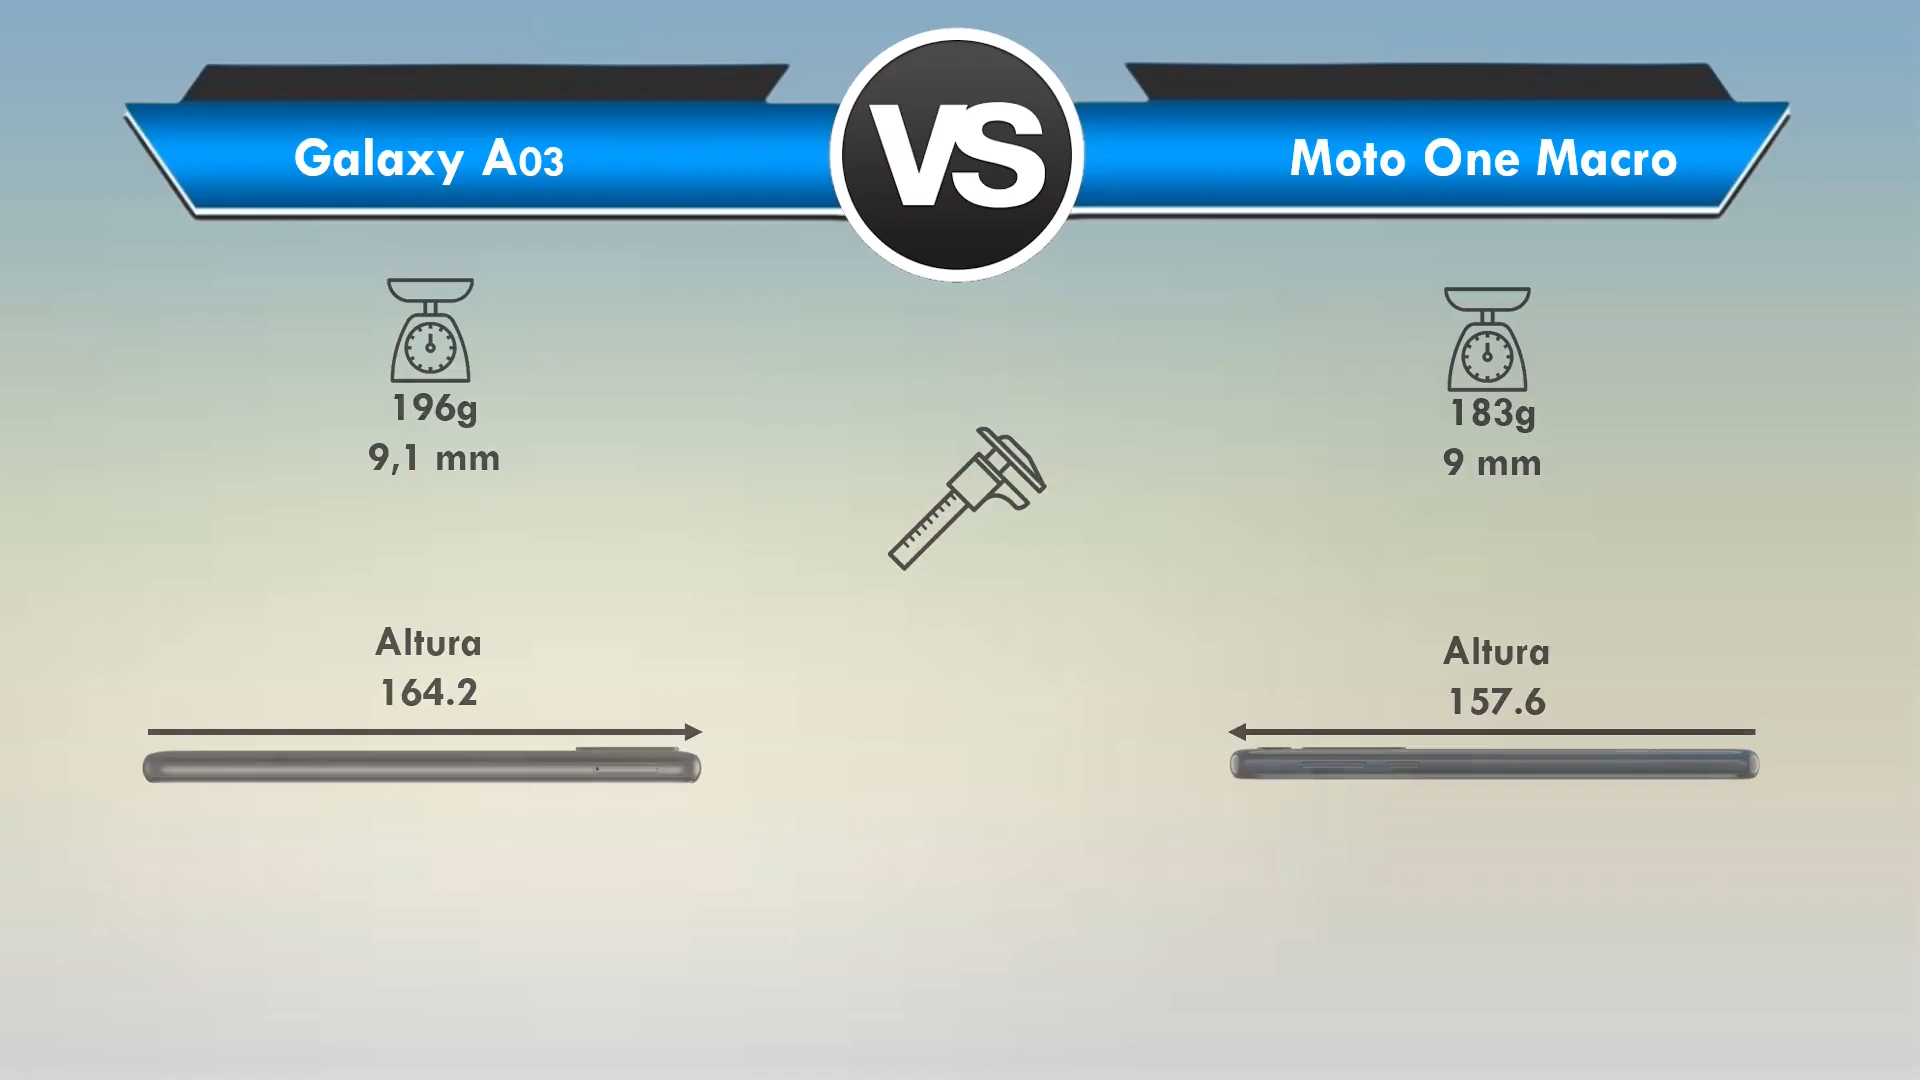 Galaxy A03
VS
Moto One Macro
196g
9,1 mm
183g
9 mm
Altura
164.2
Altura
157.6